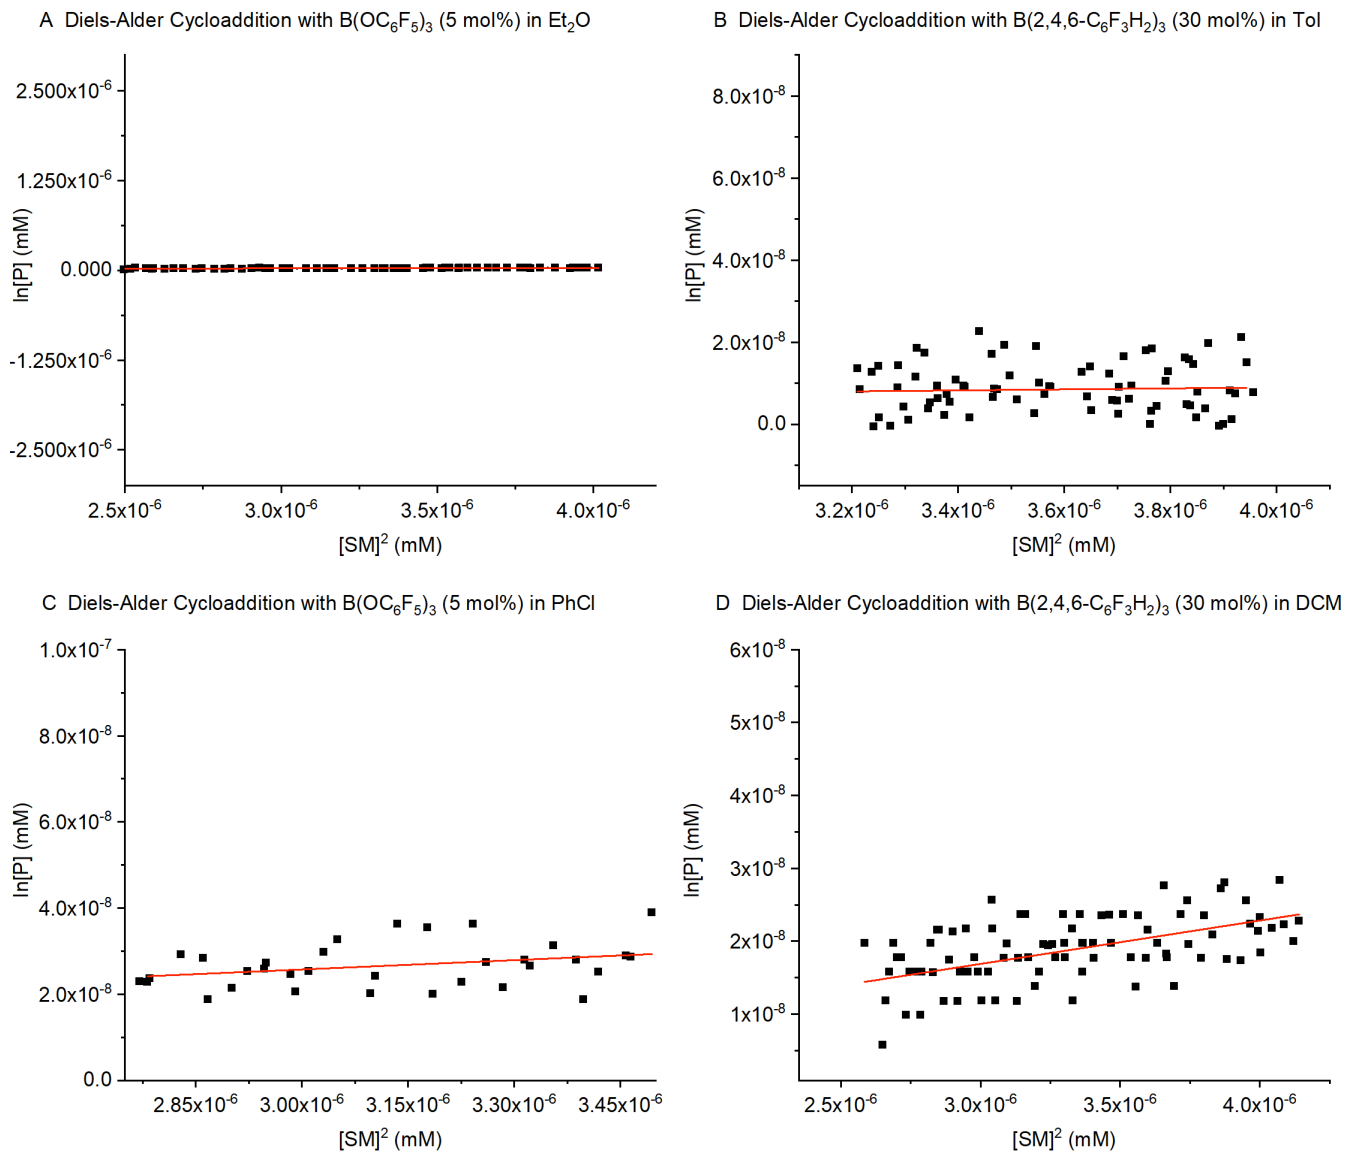 A Diels-Alder Cycloaddition with B(OC₆F₅)₃ (5 mol%) in Et₂O
2.500x10⁻⁶
1.250x10⁻⁶
0.000
-1.250x10⁻⁶
-2.500x10⁻⁶
ln[P] (mM)
2.5x10⁻⁶ 3.0x10⁻⁶ 3.5x10⁻⁶ 4.0x10⁻⁶
[SM]² (mM)
B Diels-Alder Cycloaddition with B(2,4,6-C₆F₃H₂)₃ (30 mol%) in Tol
8.0x10⁻⁸
6.0x10⁻⁸
4.0x10⁻⁸
2.0x10⁻⁸
0.0
ln[P] (mM)
3.2x10⁻⁶ 3.4x10⁻⁶ 3.6x10⁻⁶ 3.8x10⁻⁶ 4.0x10⁻⁶
[SM]² (mM)
C Diels-Alder Cycloaddition with B(OC₆F₅)₃ (5 mol%) in PhCl
1.0x10⁻⁷
8.0x10⁻⁸
6.0x10⁻⁸
4.0x10⁻⁸
2.0x10⁻⁸
0.0
ln[P] (mM)
2.85x10⁻⁶ 3.00x10⁻⁶ 3.15x10⁻⁶ 3.30x10⁻⁶ 3.45x10⁻⁶
[SM]² (mM)
D Diels-Alder Cycloaddition with B(2,4,6-C₆F₃H₂)₃ (30 mol%) in DCM
6x10⁻⁸
5x10⁻⁸
4x10⁻⁸
3x10⁻⁸
2x10⁻⁸
1x10⁻⁸
ln[P] (mM)
2.5x10⁻⁶ 3.0x10⁻⁶ 3.5x10⁻⁶ 4.0x10⁻⁶
[SM]² (mM)